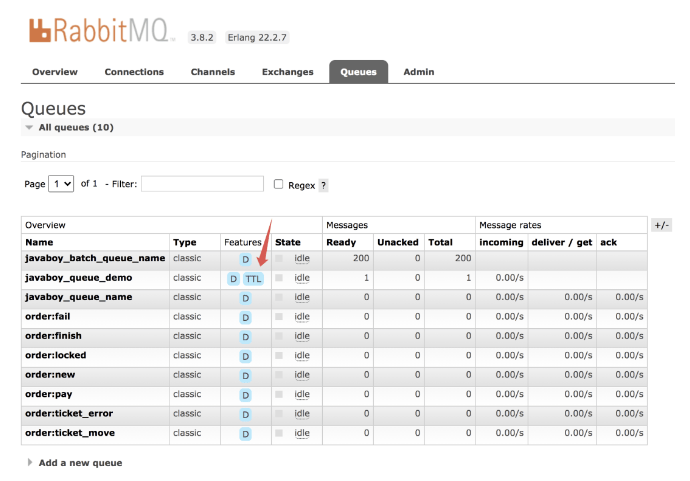 RabbitMQ 3.8.2 Erlang 22.2.7
Overview Connections Channels Exchanges Queues Admin
Queues
All queues (10)
Pagination
Page 1 of 1 - Filter: Regex ?
Overview Messages Message rates +/-
Name Type Features State Ready Unacked Total incoming deliver / get ack
javaboy_batch_queue_name classic D idle 200 0 200
javaboy_queue_demo classic D TTL idle 1 0 1 0.00/s
javaboy_queue_name classic D idle 0 0 0 0.00/s 0.00/s 0.00/s
order:fail classic D idle 0 0 0 0.00/s 0.00/s 0.00/s
order:finish classic D idle 0 0 0 0.00/s 0.00/s 0.00/s
order:locked classic D idle 0 0 0 0.00/s 0.00/s 0.00/s
order:new classic D idle 0 0 0 0.00/s 0.00/s 0.00/s
order:pay classic D idle 0 0 0 0.00/s 0.00/s 0.00/s
order:ticket_error classic D idle 0 0 0 0.00/s 0.00/s 0.00/s
order:ticket_move classic D idle 0 0 0 0.00/s 0.00/s 0.00/s
Add a new queue